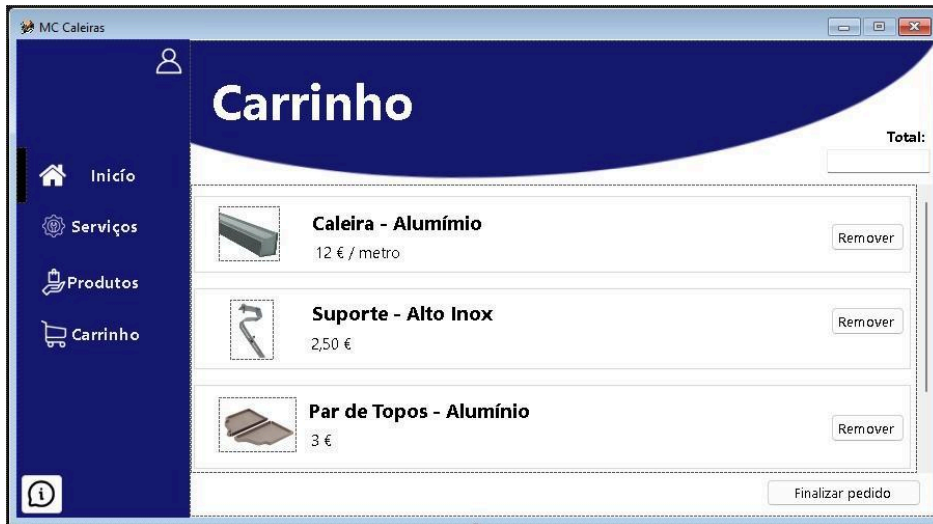 MC Caleiras
Carrinho
Total:
Inicío
Serviços
Produtos
Carrinho
Caleira - Alumímio
12 € / metro
Remover
Suporte - Alto Inox
2,50 €
Remover
Par de Topos - Alumínio
3 €
Remover
Finalizar pedido